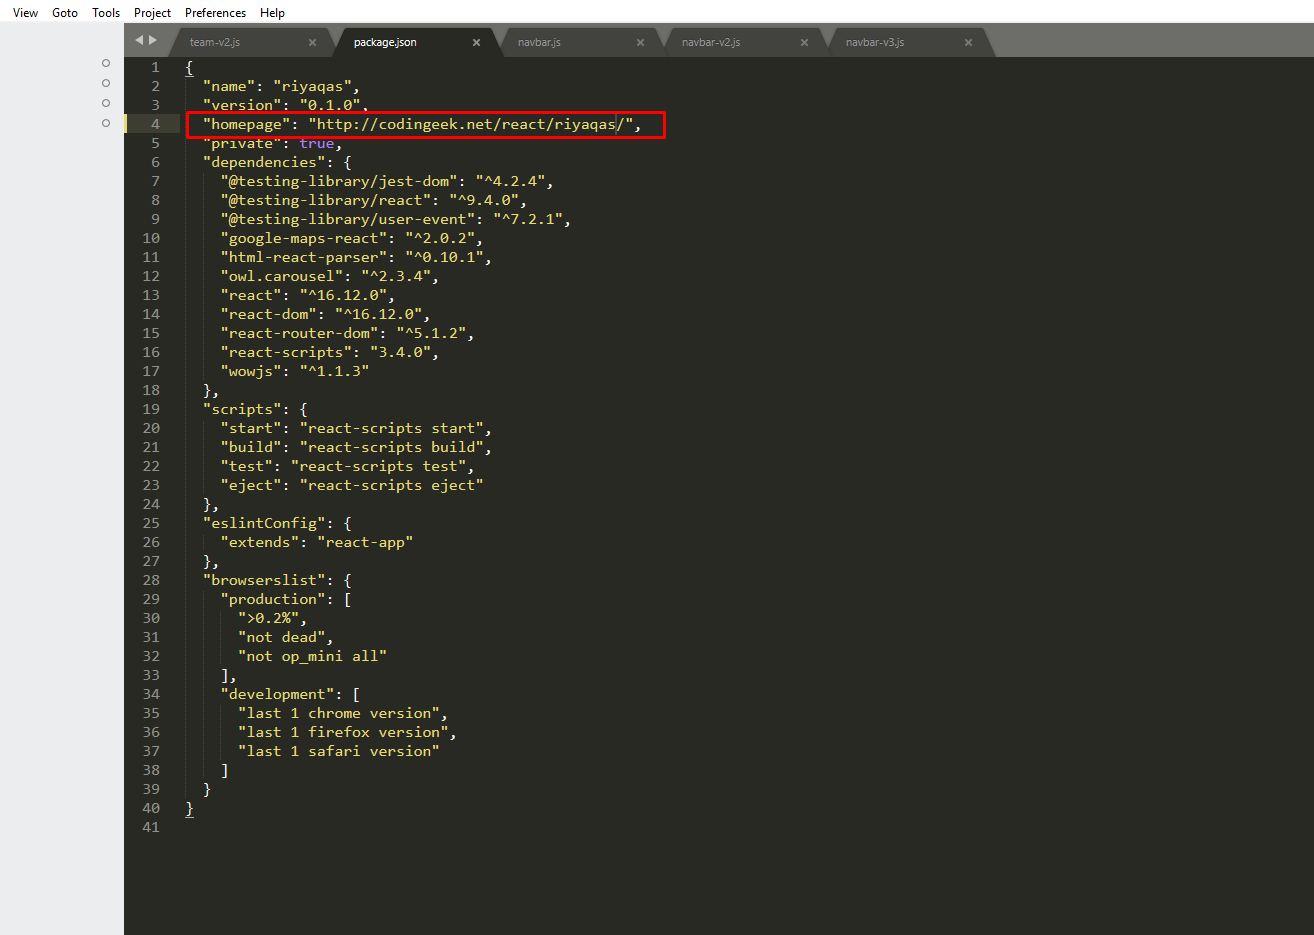 View Goto Tools Project Preferences Help
team-v2.js × package.json × navbar.js × navbar-v2.js × navbar-v3.js ×
1 {
2 "name": "riyaqas",
3 "version": "0.1.0",
4 "homepage": "http://codingeek.net/react/riyaqas/",
5 "private": true,
6 "dependencies": {
7 "@testing-library/jest-dom": "^4.2.4",
8 "@testing-library/react": "^9.4.0",
9 "@testing-library/user-event": "^7.2.1",
10 "google-maps-react": "^2.0.2",
11 "html-react-parser": "^0.10.1",
12 "owl.carousel": "^2.3.4",
13 "react": "^16.12.0",
14 "react-dom": "^16.12.0",
15 "react-router-dom": "^5.1.2",
16 "react-scripts": "3.4.0",
17 "wowjs": "^1.1.3"
18 },
19 "scripts": {
20 "start": "react-scripts start",
21 "build": "react-scripts build",
22 "test": "react-scripts test",
23 "eject": "react-scripts eject"
24 },
25 "eslintConfig": {
26 "extends": "react-app"
27 },
28 "browserslist": {
29 "production": [
30 ">0.2%",
31 "not dead",
32 "not op_mini all"
33 ],
34 "development": [
35 "last 1 chrome version",
36 "last 1 firefox version",
37 "last 1 safari version"
38 ]
39 }
40 }
41